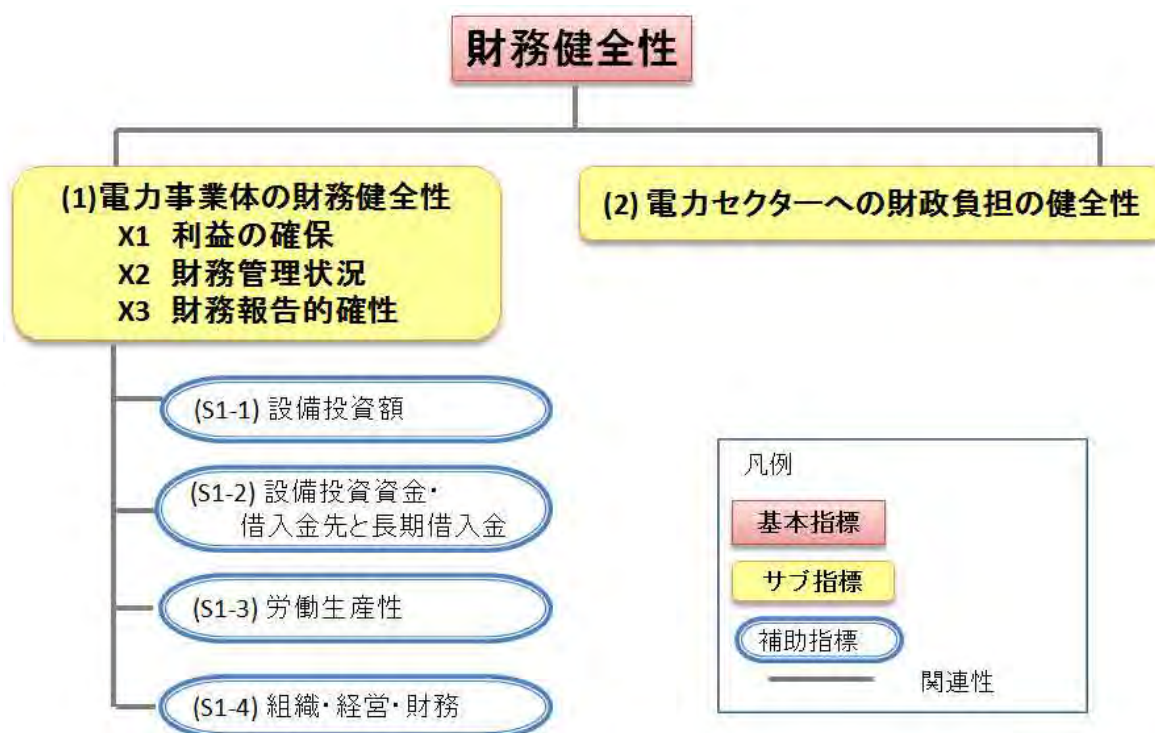 財務健全性
(1)電力事業体の財務健全性
X1 利益の確保
X2 財務管理状況
X3 財務報告的確性
(2) 電力セクターへの財政負担の健全性
(S1-1) 設備投資額
(S1-2) 設備投資資金・
借入金先と長期借入金
(S1-3) 労働生産性
(S1-4) 組織・経営・財務
凡例
基本指標
サブ指標
補助指標
関連性